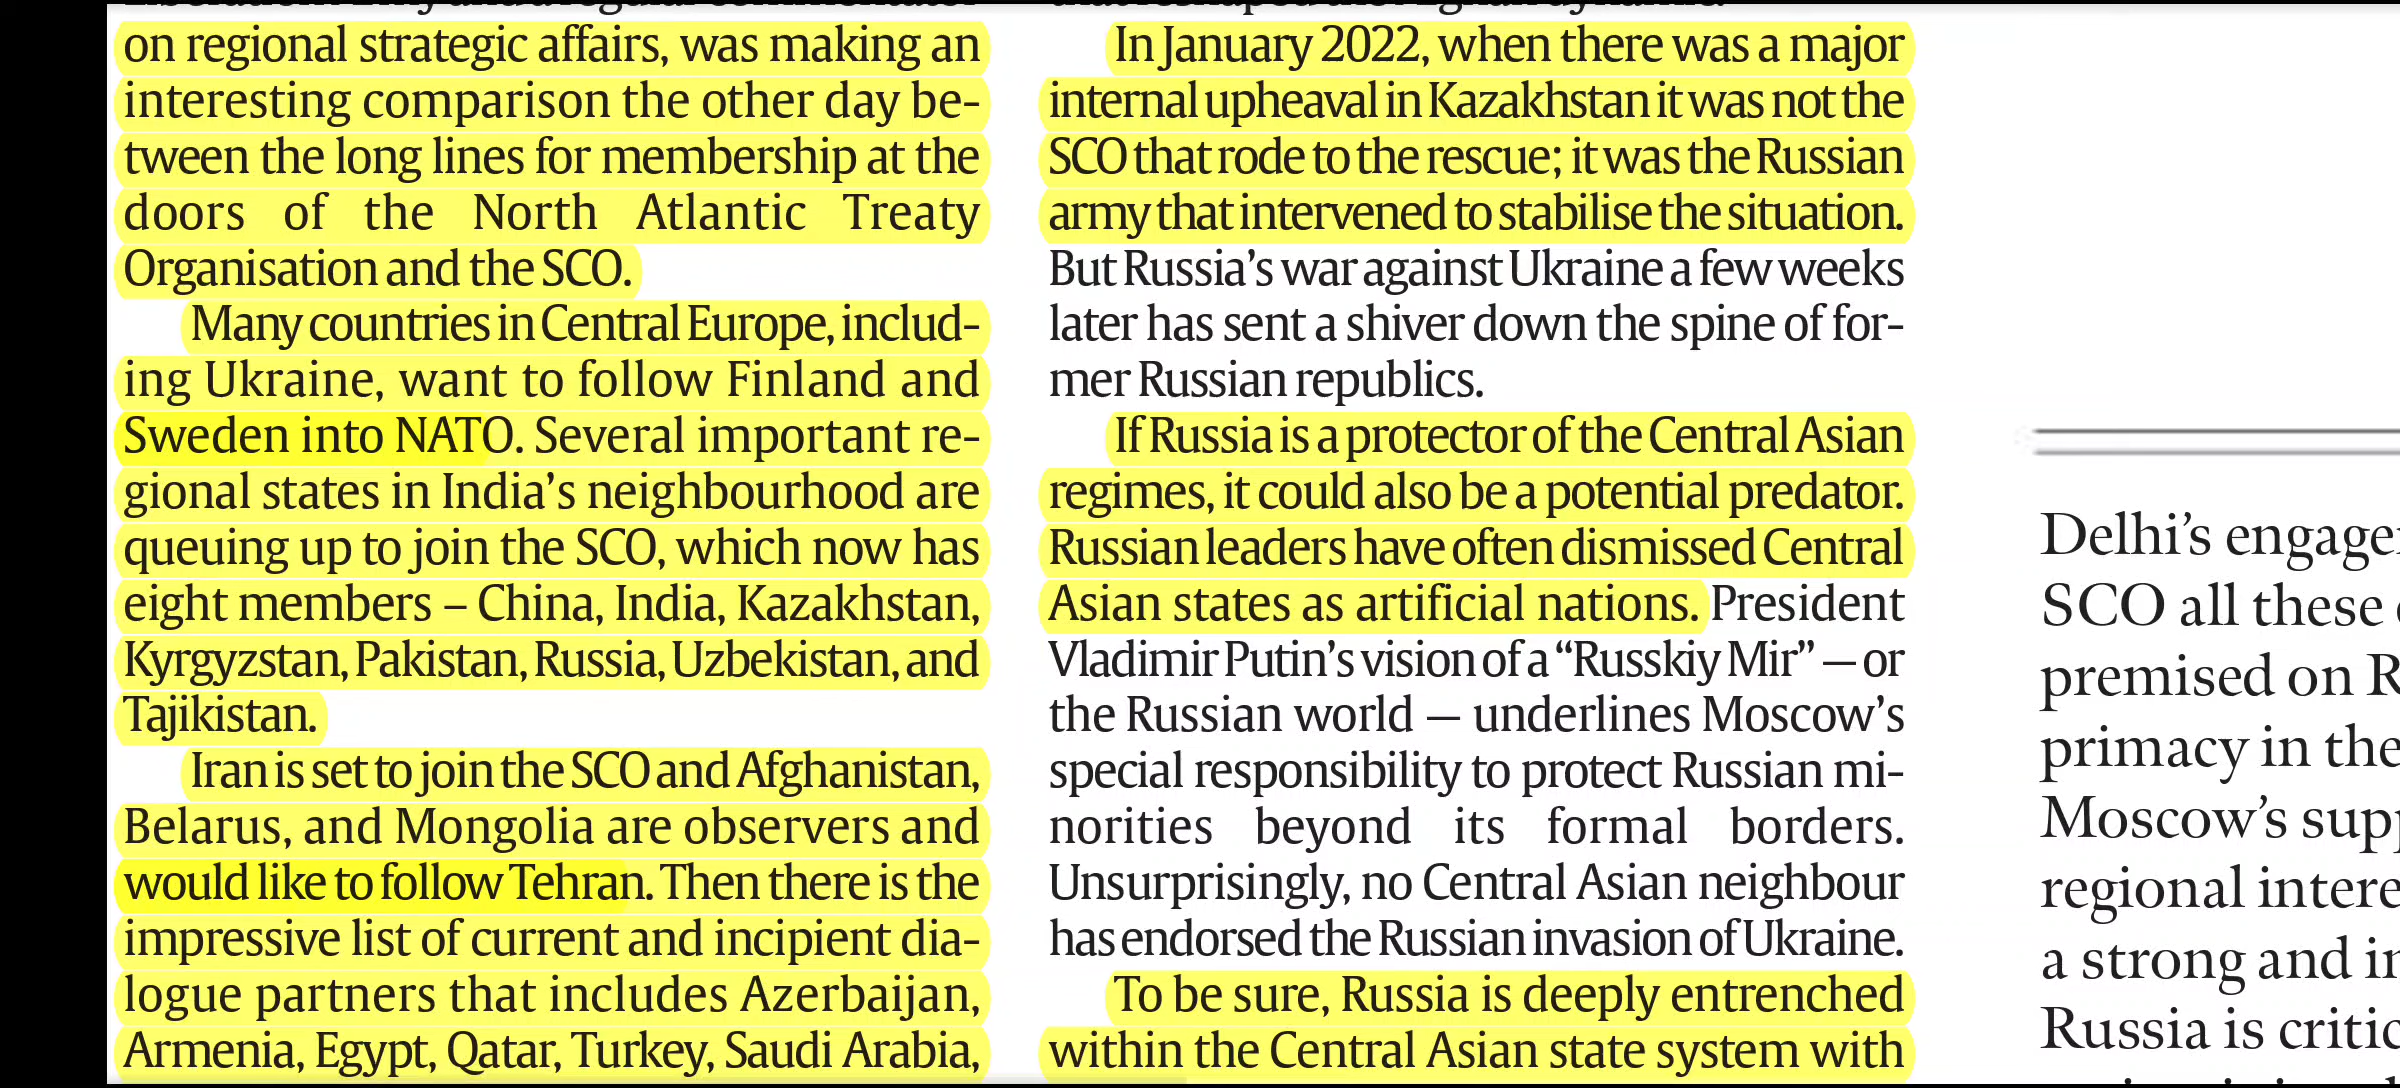 on regional strategic affairs, was making an
interesting comparison the other day be-
tween the long lines for membership at the
doors of the North Atlantic Treaty
Organisation and the SCO.
Many countries in Central Europe, includ-
ing Ukraine, want to follow Finland and
Sweden into NATO. Several important re-
gional states in India’s neighbourhood are
queuing up to join the SCO, which now has
eight members – China, India, Kazakhstan,
Kyrgyzstan, Pakistan, Russia, Uzbekistan, and
Tajikistan.
Iran is set to join the SCO and Afghanistan,
Belarus, and Mongolia are observers and
would like to follow Tehran. Then there is the
impressive list of current and incipient dia-
logue partners that includes Azerbaijan,
Armenia, Egypt, Qatar, Turkey, Saudi Arabia,
In January 2022, when there was a major
internal upheaval in Kazakhstan it was not the
SCO that rode to the rescue; it was the Russian
army that intervened to stabilise the situation.
But Russia’s war against Ukraine a few weeks
later has sent a shiver down the spine of for-
mer Russian republics.
If Russia is a protector of the Central Asian
regimes, it could also be a potential predator.
Russian leaders have often dismissed Central
Asian states as artificial nations. President
Vladimir Putin’s vision of a “Russkiy Mir” — or
the Russian world — underlines Moscow’s
special responsibility to protect Russian mi-
norities beyond its formal borders.
Unsurprisingly, no Central Asian neighbour
has endorsed the Russian invasion of Ukraine.
To be sure, Russia is deeply entrenched
within the Central Asian state system with
Delhi’s
SCO all these
premised on
primacy in the
Moscow’s
regional
a strong and
Russia is